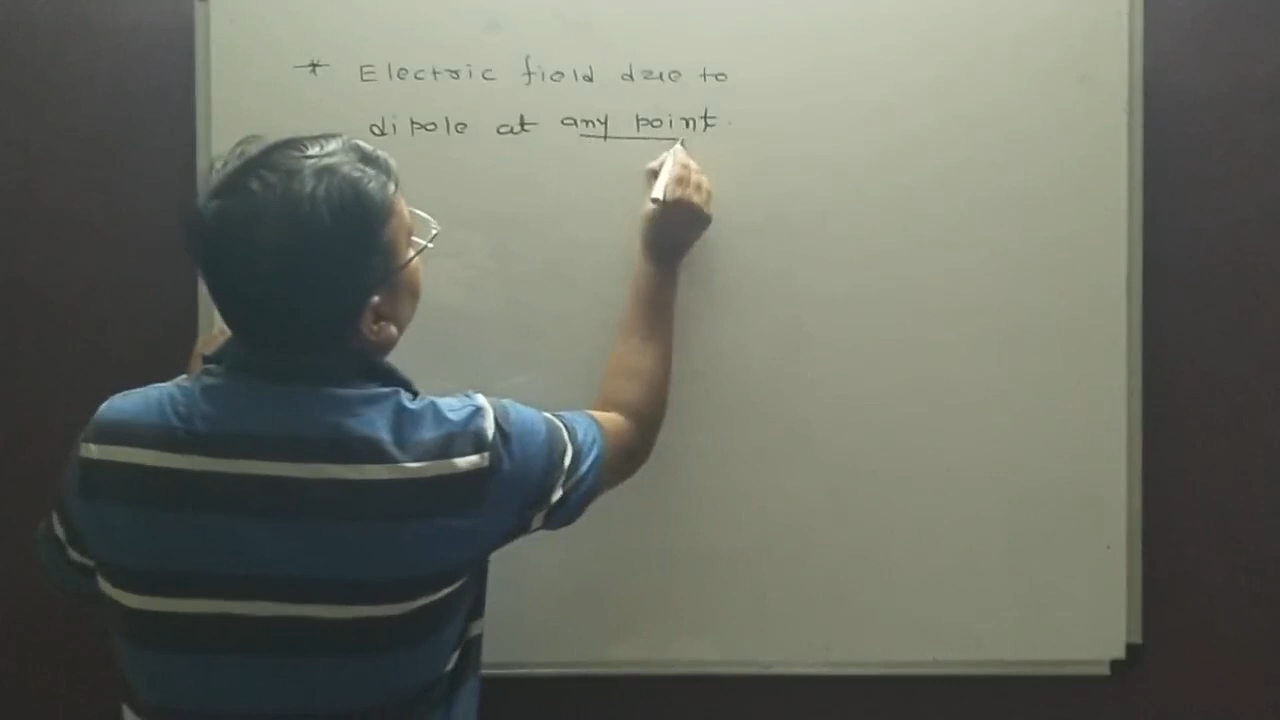 * Electric field due to
dipole at any point.